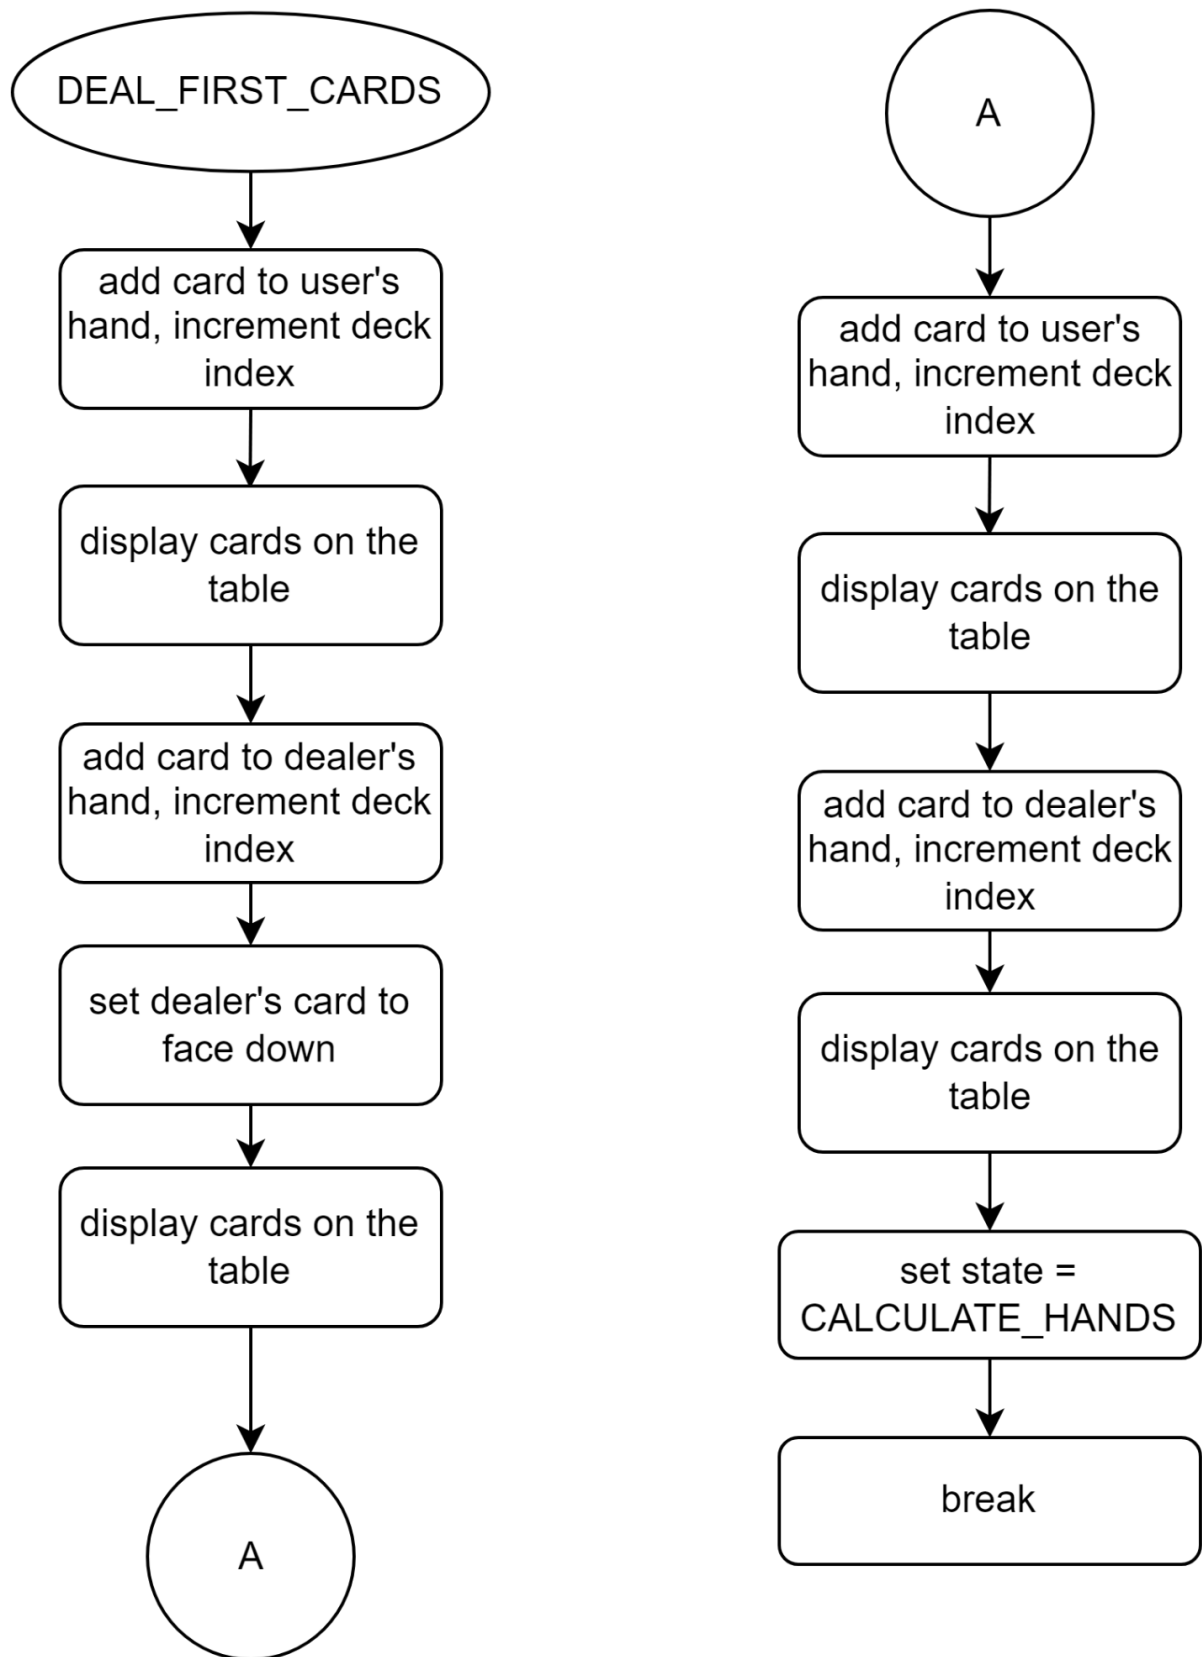 DEAL_FIRST_CARDS
add card to user's
hand, increment deck
index
display cards on the
table
add card to dealer's
hand, increment deck
index
set dealer's card to
face down
display cards on the
table
A
A
add card to user's
hand, increment deck
index
display cards on the
table
add card to dealer's
hand, increment deck
index
display cards on the
table
set state =
CALCULATE_HANDS
break